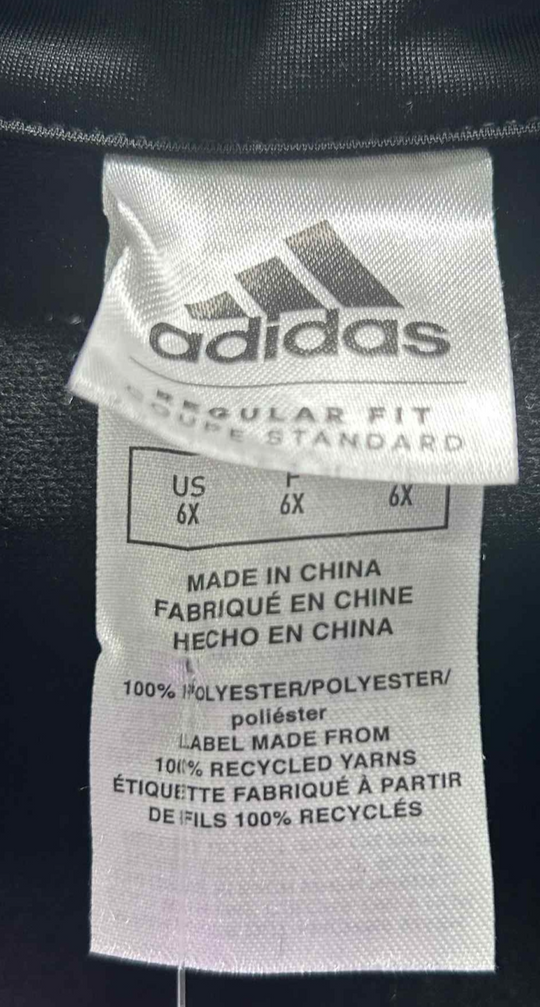 adidas
REGULAR FIT
COUPE STANDARD
US F
6X 6X 6X
MADE IN CHINA
FABRIQUÉ EN CHINE
HECHO EN CHINA
100% POLYESTER/POLYESTER/
poliéster
LABEL MADE FROM
100% RECYCLED YARNS
ÉTIQUETTE FABRIQUÉ À PARTIR
DE FILS 100% RECYCLÉS